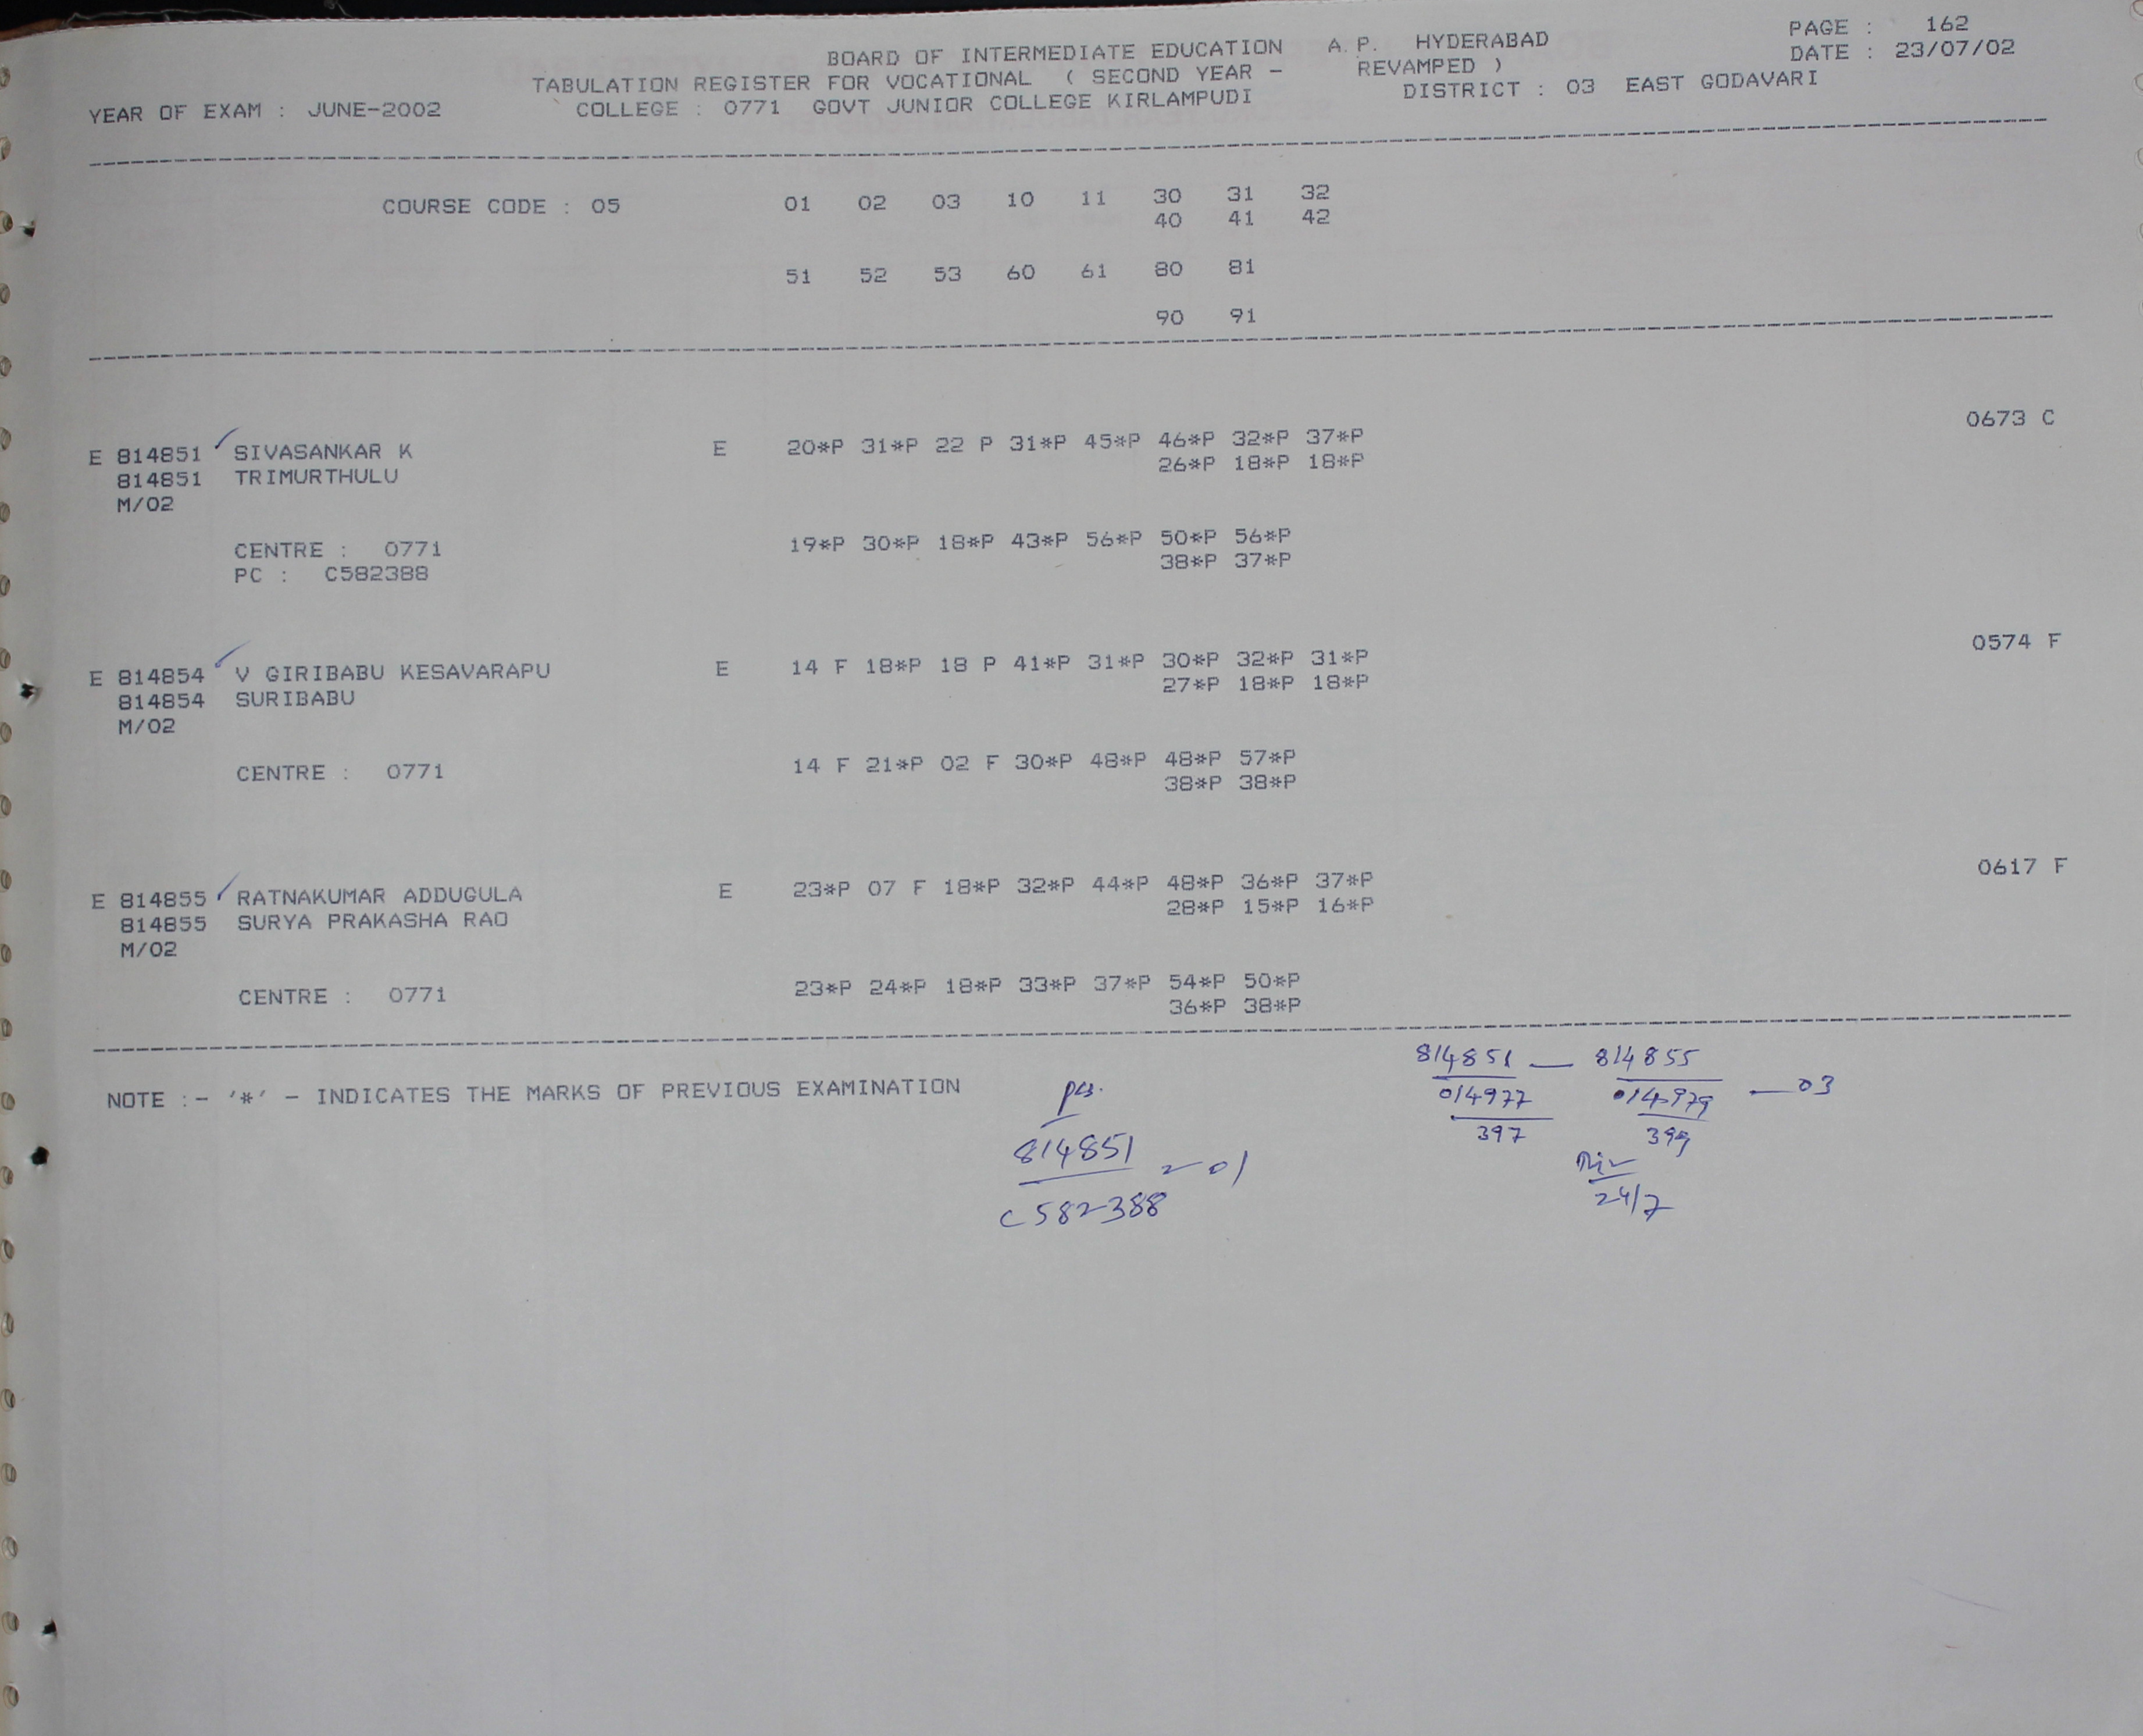 PAGE : 162
BOARD OF INTERMEDIATE EDUCATION A.P. HYDERABAD
DATE : 23/07/02
TABULATION REGISTER FOR VOCATIONAL ( SECOND YEAR - REVAMPED )
YEAR OF EXAM : JUNE-2002 COLLEGE : 0771 GOVT JUNIOR COLLEGE KIRLAMPUDI DISTRICT : 03 EAST GODAVARI
COURSE CODE : 05 01 02 03 10 11 30 31 32
40 41 42
51 52 53 60 61 80 81
90 91
0673 C
E 814851 SIVASANKAR K E 20*P 31*P 22 P 31*P 45*P 46*P 32*P 37*P
814851 TRIMURTHULU 26*P 18*P 18*P
M/02
CENTRE : 0771 19*P 30*P 18*P 43*P 56*P 50*P 56*P
PC : C582388 38*P 37*P
0574 F
E 814854 V GIRIBABU KESAVARAPU E 14 F 18*P 18 P 41*P 31*P 30*P 32*P 31*P
814854 SURIBABU 27*P 18*P 18*P
M/02
CENTRE : 0771 14 F 21*P 02 F 30*P 48*P 48*P 57*P
38*P 38*P
0617 F
E 814855 RATNAKUMAR ADDUGULA E 23*P 07 F 18*P 32*P 44*P 48*P 36*P 37*P
814855 SURYA PRAKASHA RAO 28*P 15*P 16*P
M/02
CENTRE : 0771 23*P 24*P 18*P 33*P 37*P 54*P 50*P
36*P 38*P
NOTE :- '*' - INDICATES THE MARKS OF PREVIOUS EXAMINATION
814851 — 814855
014977 014979 — 03
397 399
814851 - 01
C582388
24/7